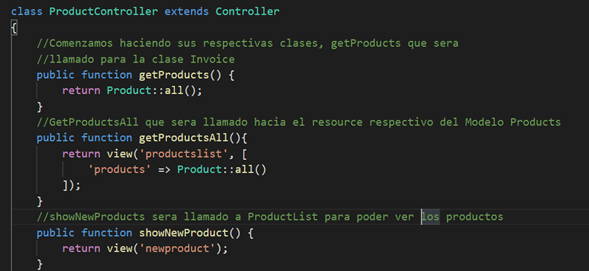 class ProductController extends Controller
{
//Comenzamos haciendo sus respectivas clases, getProducts que sera
//llamado para la clase Invoice
public function getProducts() {
return Product::all();
}
//GetProductsAll que sera llamado hacia el resource respectivo del Modelo Products
public function getProductsAll(){
return view('productslist', [
'products' => Product::all()
]);
}
//showNewProducts sera llamado a ProductList para poder ver los productos
public function showNewProduct() {
return view('newproduct');
}